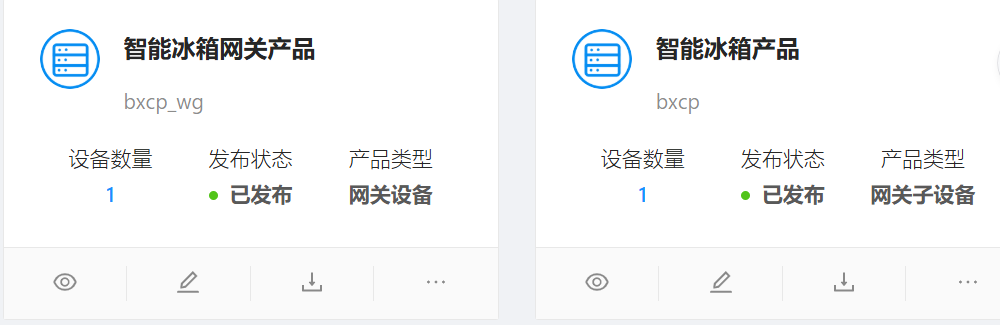 智能冰箱网关产品
bxcp_wg
设备数量 发布状态 产品类型
1 已发布 网关设备
智能冰箱产品
bxcp
设备数量 发布状态 产品类型
1 已发布 网关子设备